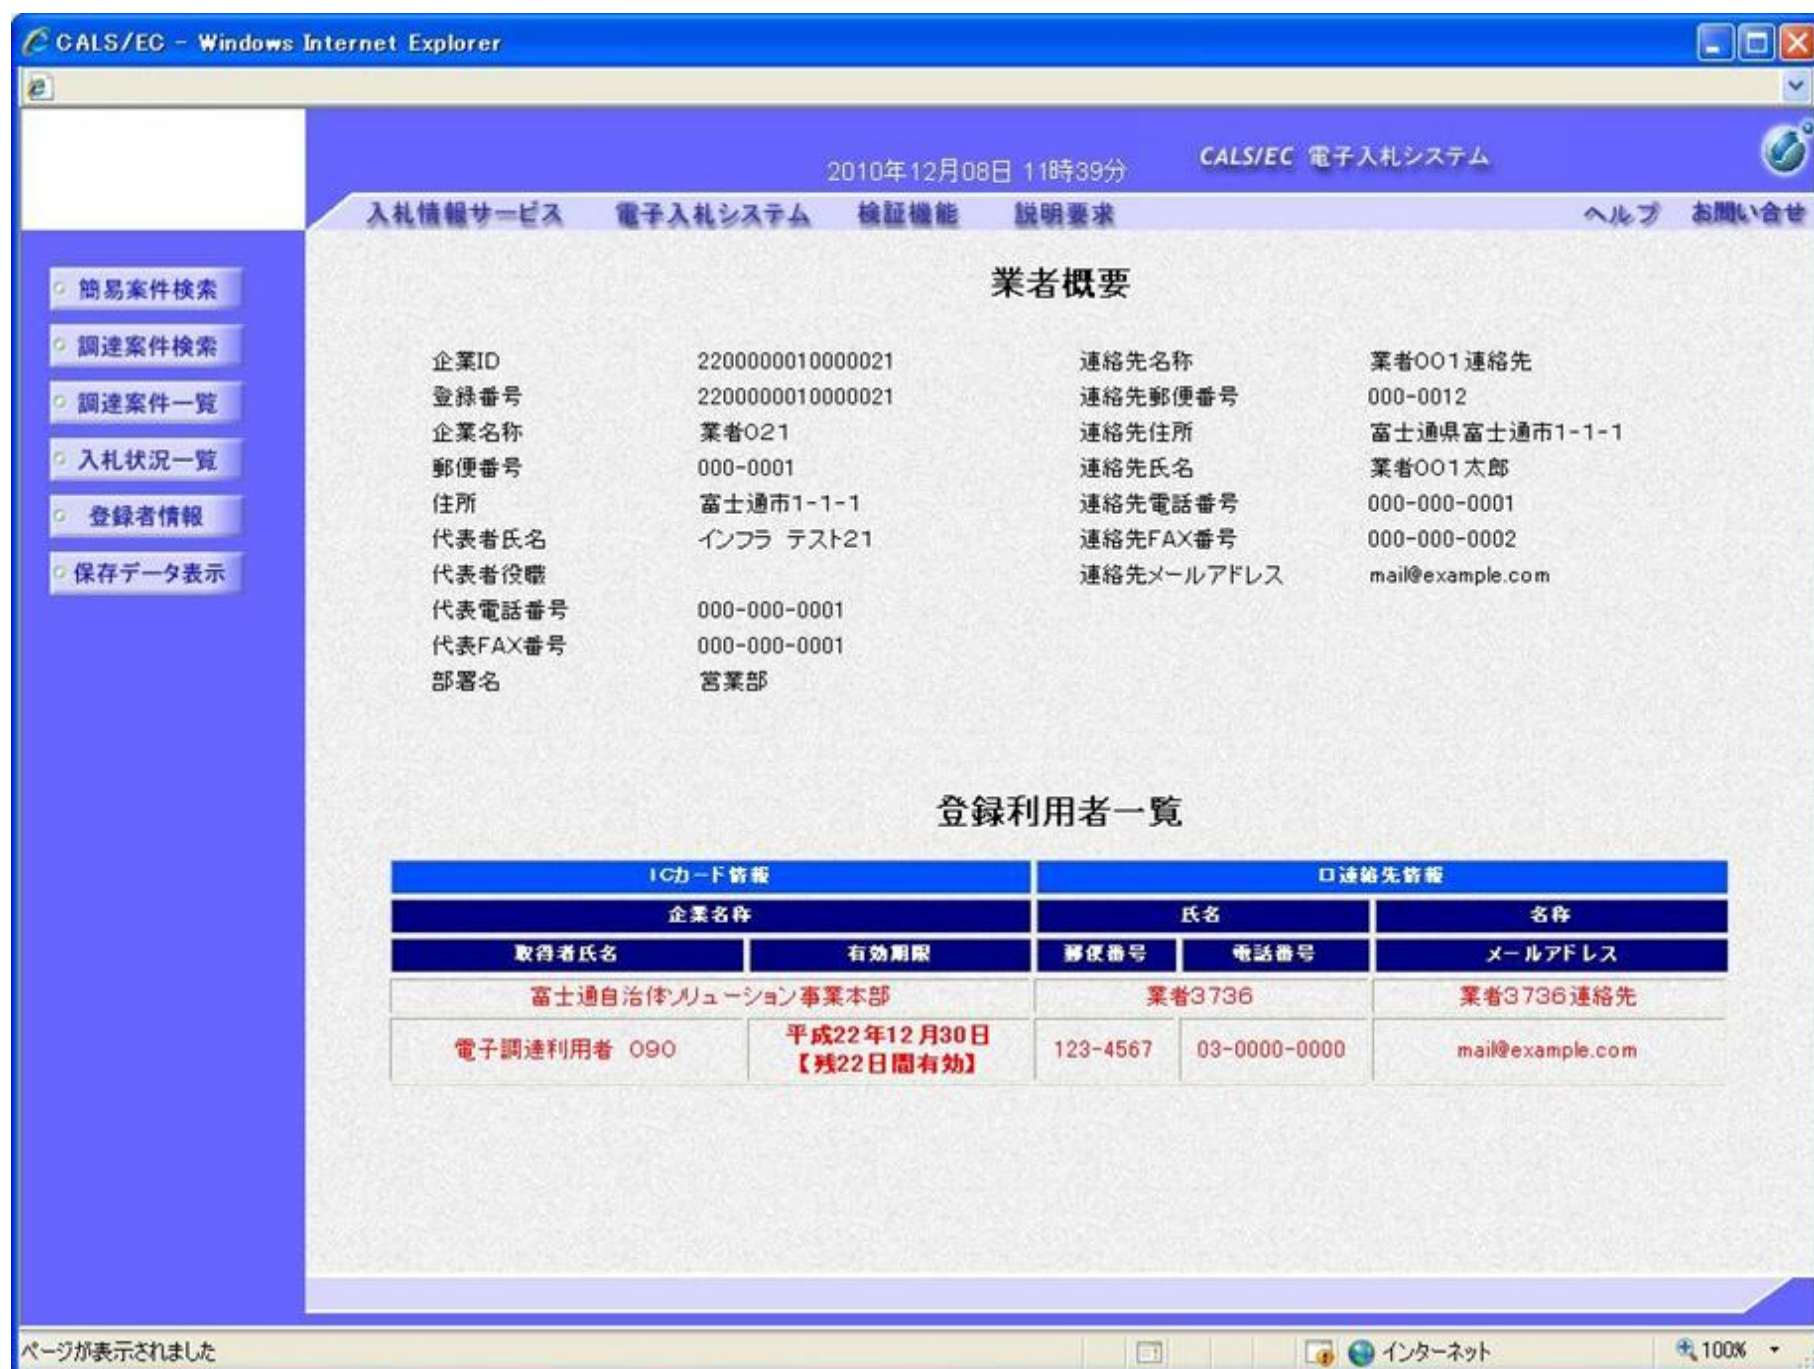 CALS/EC - Windows Internet Explorer
2010年12月08日 11時39分 CALS/EC 電子入札システム
入札情報サービス 電子入札システム 検証機能 説明要求 ヘルプ お問い合せ
簡易案件検索
調達案件検索
調達案件一覧
入札状況一覧
登録者情報
保存データ表示
業者概要
企業ID 2200000010000021 連絡先名称 業者001連絡先
登録番号 2200000010000021 連絡先郵便番号 000-0012
企業名称 業者021 連絡先住所 富士通県富士通市1-1-1
郵便番号 000-0001 連絡先氏名 業者001太郎
住所 富士通市1-1-1 連絡先電話番号 000-000-0001
代表者氏名 インフラ テスト21 連絡先FAX番号 000-000-0002
代表者役職 連絡先メールアドレス mail@example.com
代表電話番号 000-000-0001
代表FAX番号 000-000-0001
部署名 営業部
登録利用者一覧
ICカード情報 ロ連絡先情報
企業名称 氏名 名称
取得者氏名 有効期限 郵便番号 電話番号 メールアドレス
富士通自治体ソリューション事業本部 業者3736 業者3736連絡先
電子調達利用者 090 平成22年12月30日 123-4567 03-0000-0000 mail@example.com
【残22日間有効】
ページが表示されました インターネット 100%